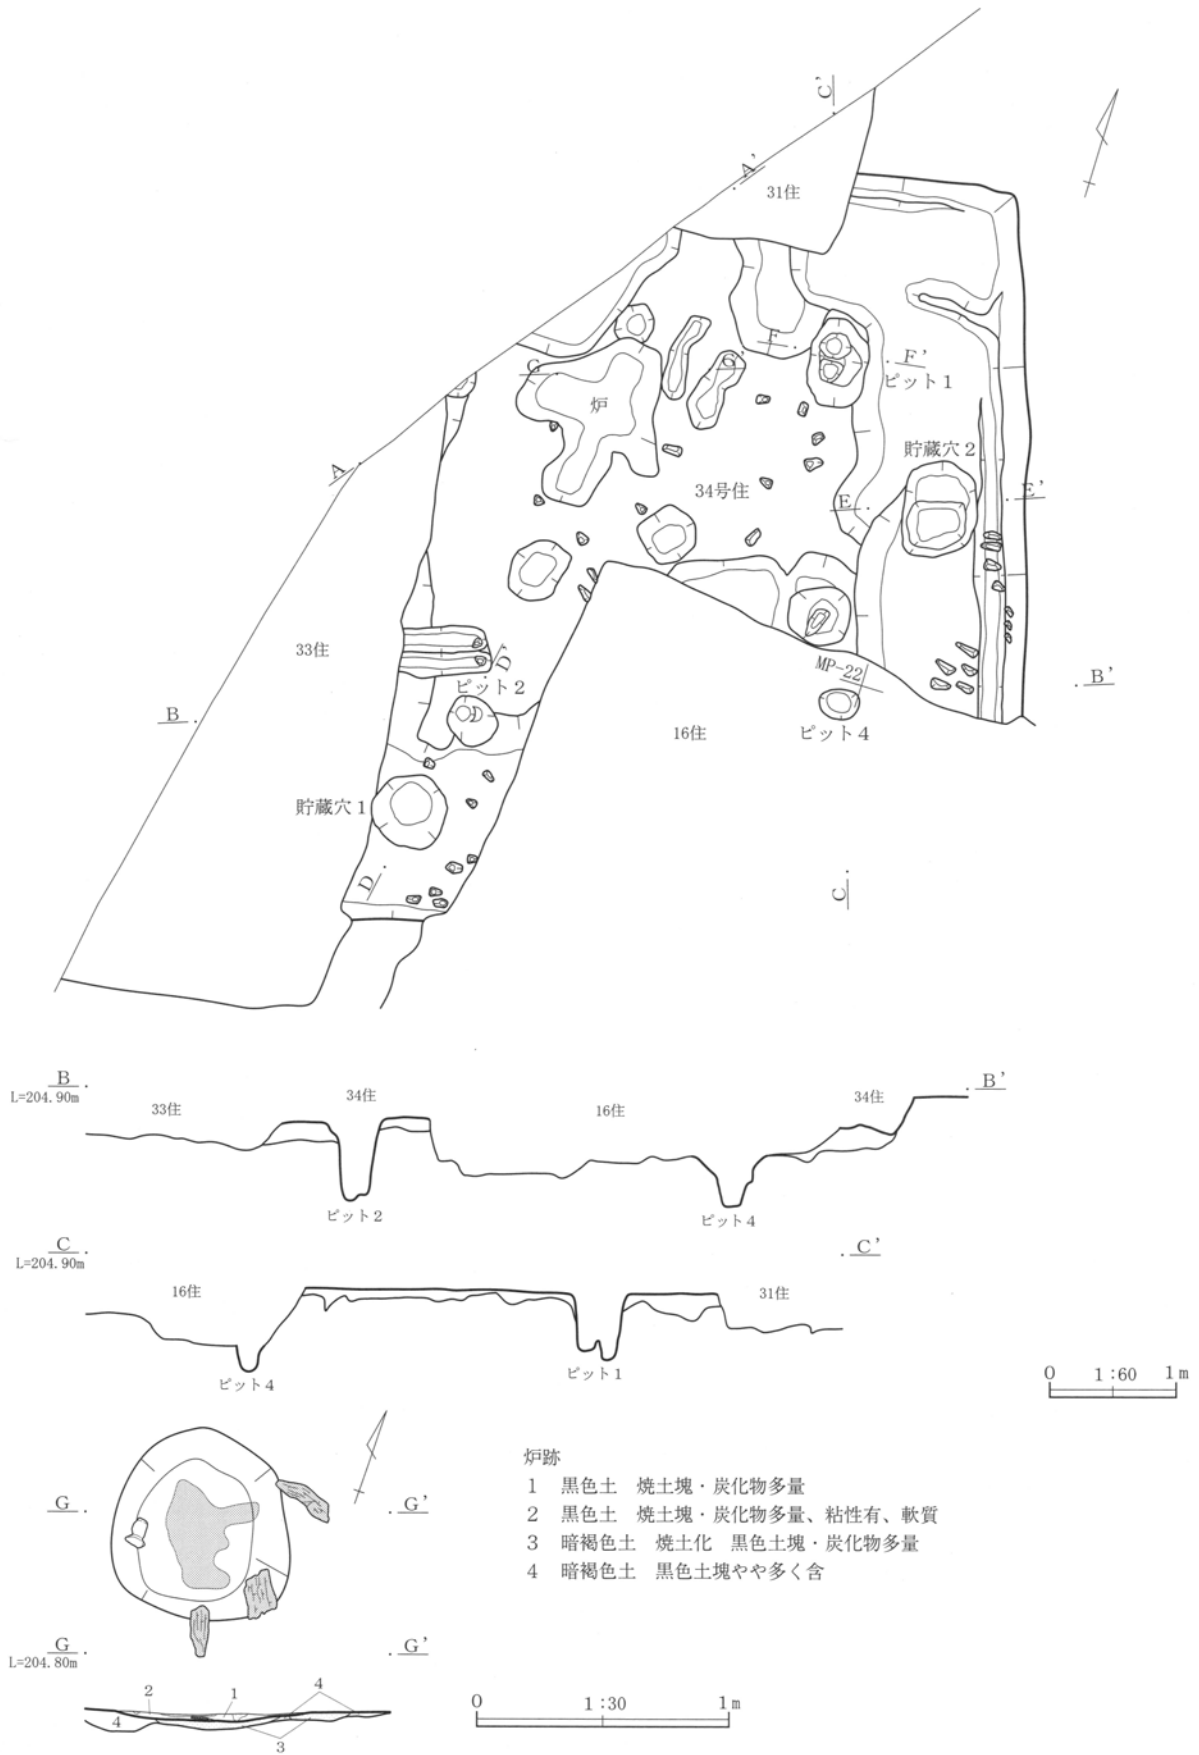 C'
A'
31住
F
F'
ピット1
G
G'
炉
貯蔵穴2
A
34号住
E
E'
33住
D'
ピット2
MP-22
B'
B
16住
ピット4
貯蔵穴1
D
C
B
L=204.90m
33住
34住
16住
34住
B'
ピット2
ピット4
C
L=204.90m
C'
16住
31住
ピット4
ピット1
0 1:60 1m
炉跡
1 黒色土 焼土塊・炭化物多量
2 黒色土 焼土塊・炭化物多量、粘性有、軟質
3 暗褐色土 焼土化 黒色土塊・炭化物多量
4 暗褐色土 黒色土塊やや多く含
G
G'
G
L=204.80m
G'
2
1
4
4
3
0 1:30 1m